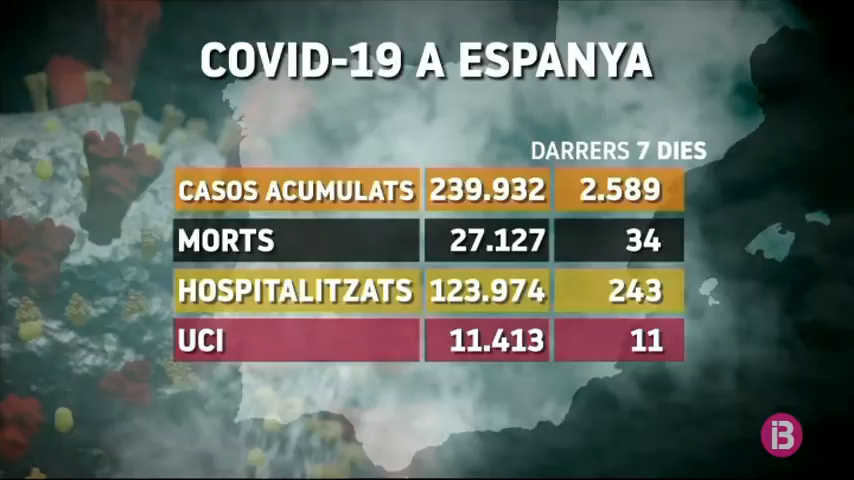 COVID-19 A ESPANYA
DARRERS 7 DIES
CASOS ACUMULATS 239.932 2.589
MORTS 27.127 34
HOSPITALITZATS 123.974 243
UCI 11.413 11
iB3